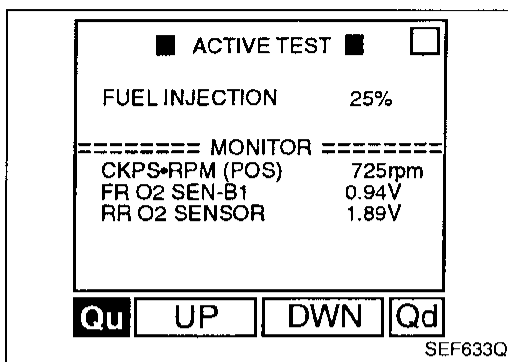 ■ ACTIVE TEST ■ □
FUEL INJECTION 25%
======== MONITOR ========
CKPS•RPM (POS) 725rpm
FR O2 SEN-B1 0.94V
RR O2 SENSOR 1.89V
Qu UP DWN Qd
SEF633Q